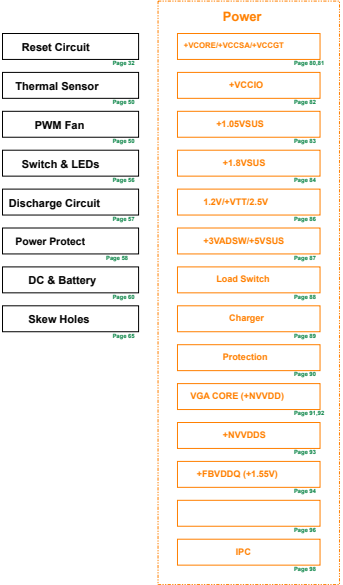 Reset Circuit
Page 32
Thermal Sensor
Page 50
PWM Fan
Page 50
Switch & LEDs
Page 56
Discharge Circuit
Page 57
Power Protect
Page 58
DC & Battery
Page 60
Skew Holes
Page 65
Power
+VCORE/+VCCSA/+VCCGT
Page 80,81
+VCCIO
Page 82
+1.05VSUS
Page 83
+1.8VSUS
Page 84
1.2V/+VTT/2.5V
Page 86
+3VADSW/+5VSUS
Page 87
Load Switch
Page 88
Charger
Page 89
Protection
Page 90
VGA CORE (+NVVDD)
Page 91,92
+NVVDDS
Page 93
+FBVDDQ (+1.55V)
Page 94
Page 96
IPC
Page 98